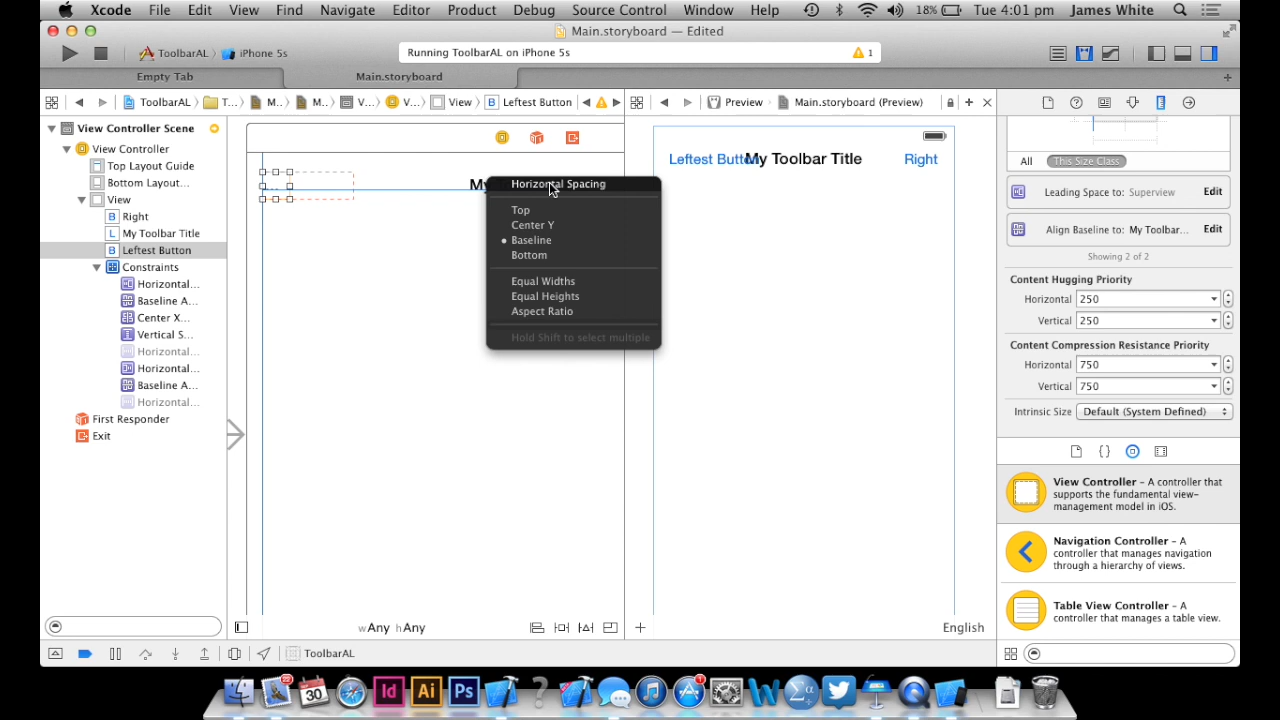 Xcode File Edit View Find Navigate Editor Product Debug Source Control Window Help 18% Tue 4:01 pm James White
Main.storyboard — Edited
ToolbarAL iPhone 5s
Running ToolbarAL on iPhone 5s
1
Empty Tab
Main.storyboard
ToolbarAL T... M... M... V... V... View B Leftest Button
Preview Main.storyboard (Preview)
View Controller Scene
View Controller
Top Layout Guide
Bottom Layout...
View
B Right
L My Toolbar Title
B Leftest Button
Constraints
Horizontal...
Baseline A...
Center X...
Vertical S...
Horizontal...
Horizontal...
Baseline A...
Horizontal...
First Responder
Exit
My
Horizontal Spacing
Top
Center Y
Baseline
Bottom
Equal Widths
Equal Heights
Aspect Ratio
Hold Shift to select multiple
wAny hAny
Leftest Button
My Toolbar Title
Right
English
All This Size Class
Leading Space to: Superview Edit
Align Baseline to: My Toolbar... Edit
Showing 2 of 2
Content Hugging Priority
Horizontal 250
Vertical 250
Content Compression Resistance Priority
Horizontal 750
Vertical 750
Intrinsic Size Default (System Defined)
View Controller – A controller that
supports the fundamental view-
management model in iOS.
Navigation Controller – A
controller that manages navigation
through a hierarchy of views.
Table View Controller – A
controller that manages a table view.
ToolbarAL
30 Id Ai Ps ? 1 W